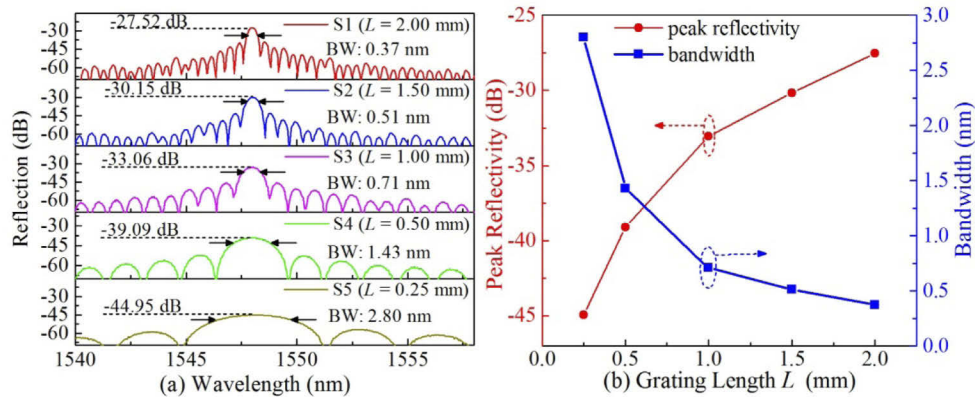 -27.52 dB
S1 (L = 2.00 mm)
BW: 0.37 nm
-30
-45
-60
-30.15 dB
S2 (L = 1.50 mm)
BW: 0.51 nm
-30
-60
-33.06 dB
S3 (L = 1.00 mm)
BW: 0.71 nm
-30
-45
-60
-39.09 dB
S4 (L = 0.50 mm)
BW: 1.43 nm
-30
-45
-60
-44.95 dB
S5 (L = 0.25 mm)
BW: 2.80 nm
-30
-45
-60
Reflection (dB)
1540 1545 1550 1555
(a) Wavelength (nm)
peak reflectivity
bandwidth
-25
-30
-35
-40
-45
Peak Reflectivity (dB)
3.0
2.5
2.0
1.5
1.0
0.5
0.0
Bandwidth (nm)
0.0 0.5 1.0 1.5 2.0
(b) Grating Length L (mm)